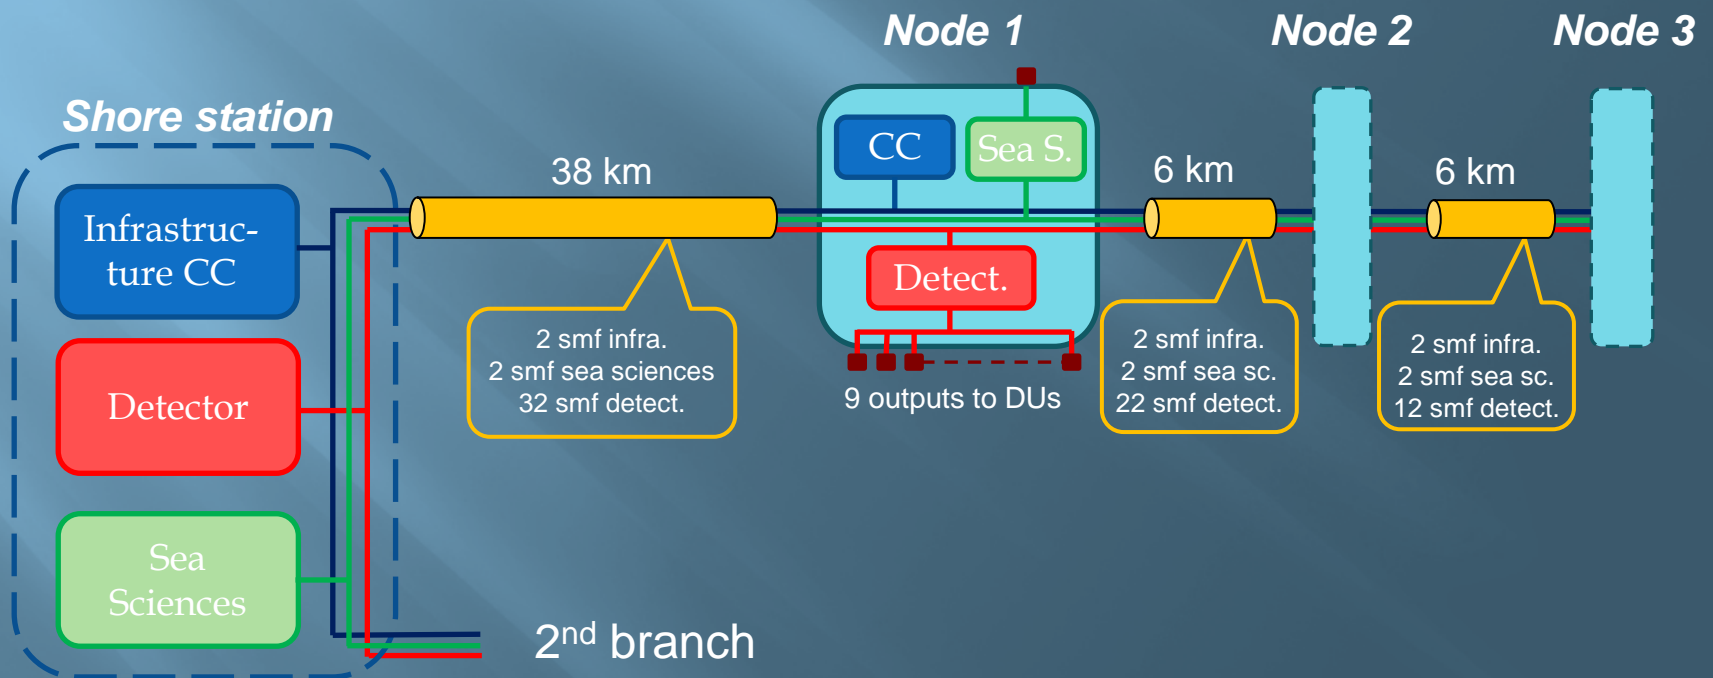 Node 1
Node 2
Node 3
Shore station
Infrastruc-
ture CC
Detector
Sea
Sciences
38 km
CC
Sea S.
Detect.
6 km
6 km
2 smf infra.
2 smf sea sciences
32 smf detect.
9 outputs to DUs
2 smf infra.
2 smf sea sc.
22 smf detect.
2 smf infra.
2 smf sea sc.
12 smf detect.
2nd branch